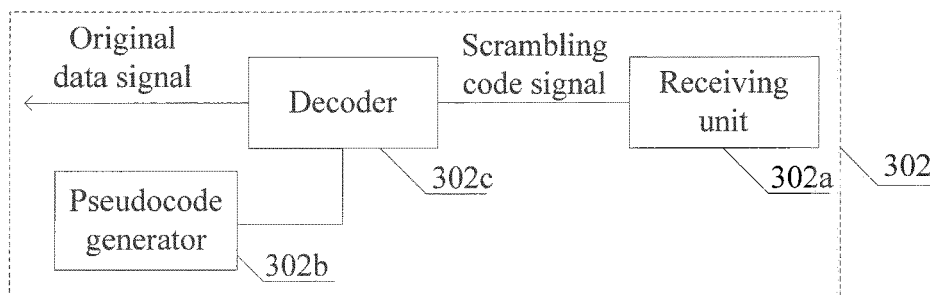 Original
data signal
Decoder
Scrambling
code signal
Receiving
unit
302c
302a
302
Pseudocode
generator
302b